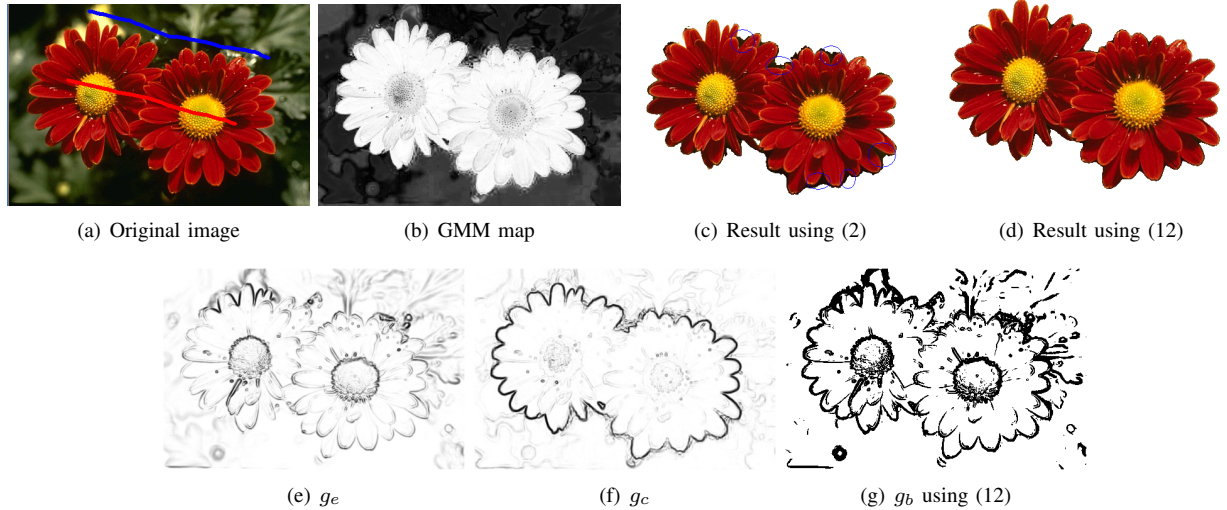 (a) Original image
(b) GMM map
(c) Result using (2)
(d) Result using (12)
(e) g_e
(f) g_c
(g) g_b using (12)